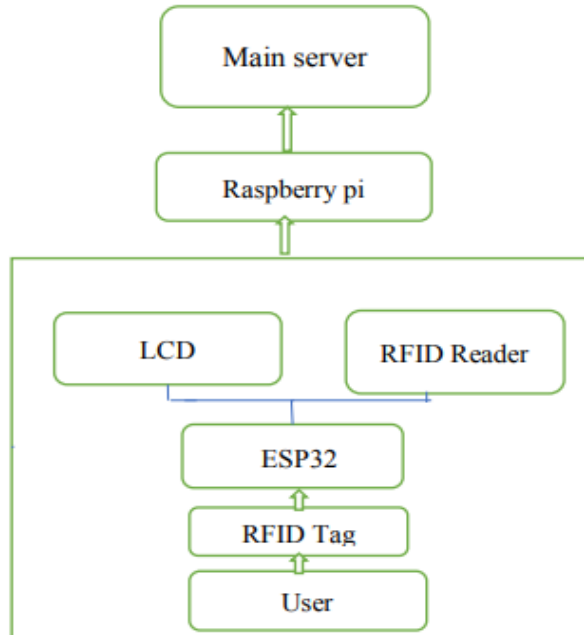 Main server
Raspberry pi
LCD
RFID Reader
ESP32
RFID Tag
User